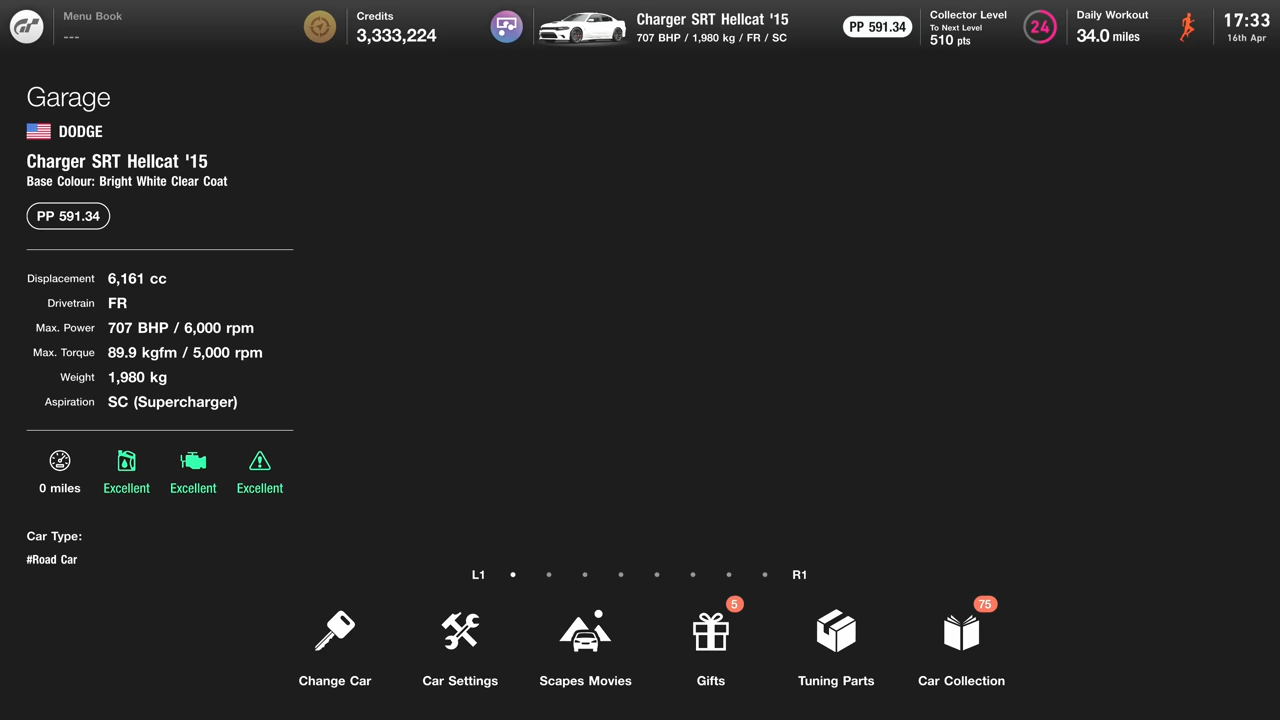 Menu Book
---
Credits
3,333,224
Charger SRT Hellcat '15
707 BHP / 1,980 kg / FR / SC
PP 591.34
Collector Level
To Next Level
510 pts
24
Daily Workout
34.0 miles
17:33
16th Apr
Garage
DODGE
Charger SRT Hellcat '15
Base Colour: Bright White Clear Coat
PP 591.34
Displacement 6,161 cc
Drivetrain FR
Max. Power 707 BHP / 6,000 rpm
Max. Torque 89.9 kgfm / 5,000 rpm
Weight 1,980 kg
Aspiration SC (Supercharger)
0 miles Excellent Excellent Excellent
Car Type:
#Road Car
L1 R1
5 75
Change Car Car Settings Scapes Movies Gifts Tuning Parts Car Collection